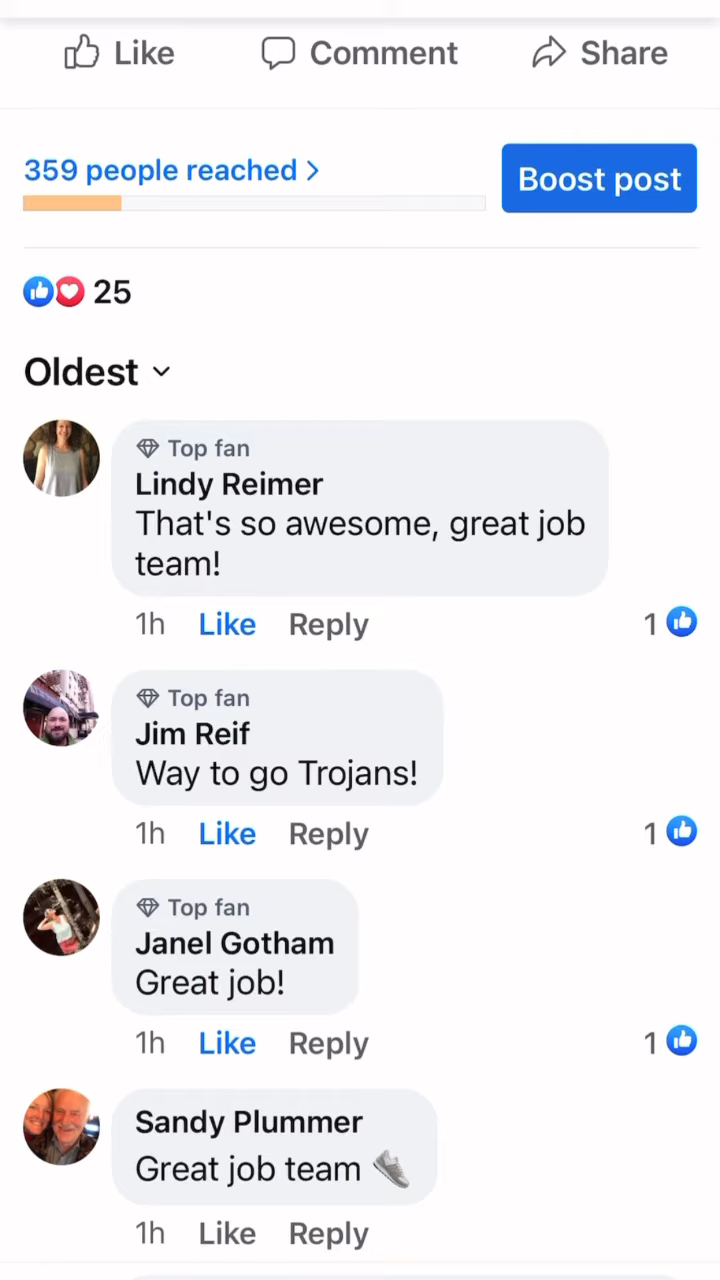 Like Comment Share
359 people reached >
Boost post
25
Oldest
Top fan
Lindy Reimer
That's so awesome, great job
team!
1h Like Reply 1
Top fan
Jim Reif
Way to go Trojans!
1h Like Reply 1
Top fan
Janel Gotham
Great job!
1h Like Reply 1
Sandy Plummer
Great job team 👟
1h Like Reply